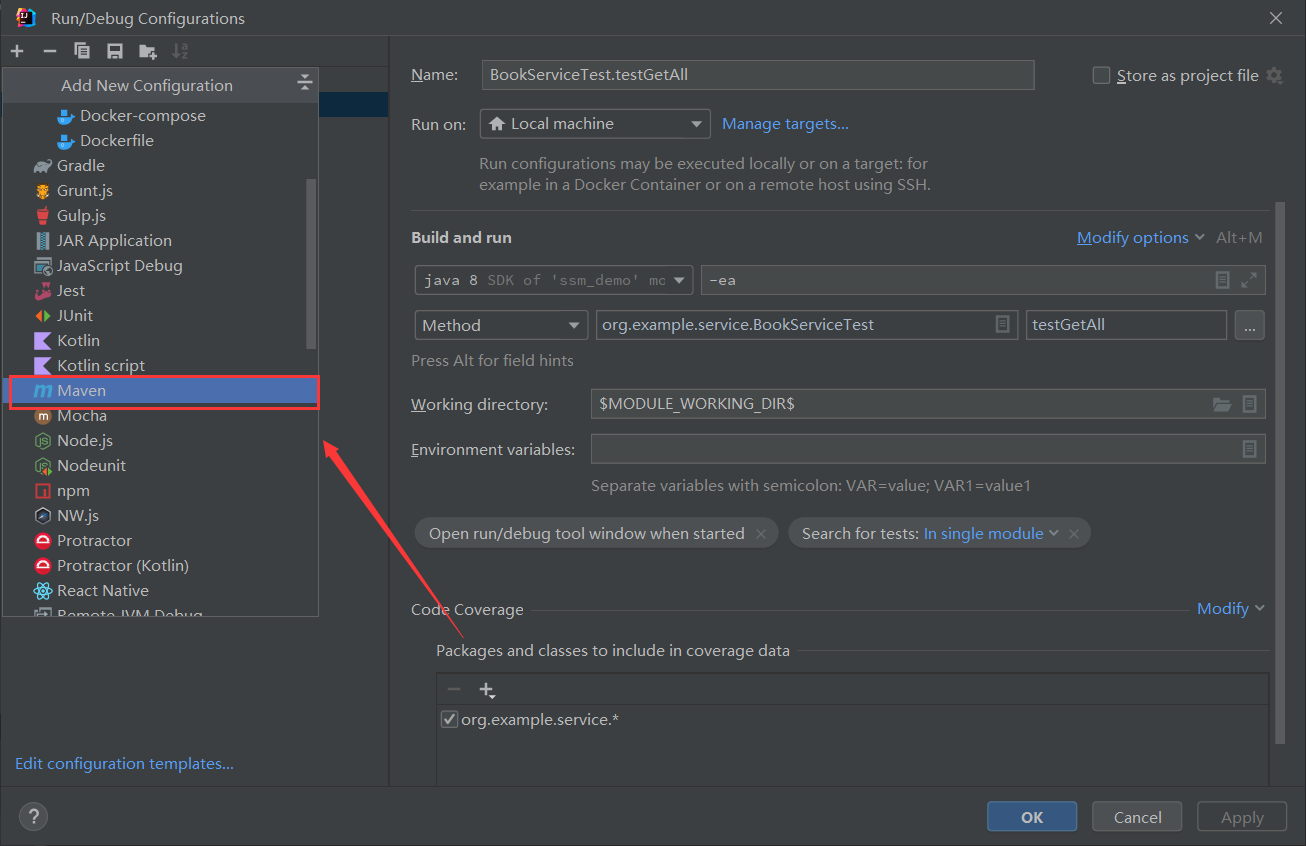 Run/Debug Configurations
Add New Configuration
Docker-compose
Dockerfile
Gradle
Grunt.js
Gulp.js
JAR Application
JavaScript Debug
Jest
JUnit
Kotlin
Kotlin script
Maven
Mocha
Node.js
Nodeunit
npm
NW.js
Protractor
Protractor (Kotlin)
React Native
Remote JVM Debug
Edit configuration templates...
Name: BookServiceTest.testGetAll Store as project file
Run on: Local machine Manage targets...
Run configurations may be executed locally or on a target: for
example in a Docker Container or on a remote host using SSH.
Build and run Modify options Alt+M
java 8 SDK of 'ssm_demo' mc -ea
Method org.example.service.BookServiceTest testGetAll ...
Press Alt for field hints
Working directory: $MODULE_WORKING_DIR$
Environment variables:
Separate variables with semicolon: VAR=value; VAR1=value1
Open run/debug tool window when started × Search for tests: In single module ×
Code Coverage Modify
Packages and classes to include in coverage data
org.example.service.*
? OK Cancel Apply